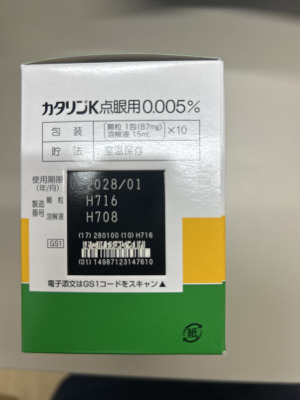 カタリンK点眼用0.005%
包装 顆粒 1包(87mg) 溶解液 15mL ×10
貯法 室温保存
使用期限(年/月) 2028/01
製造番号 顆粒 H716
溶解液 H708
(17) 280100 (10) H716
GS1
(01) 14987123147610
電子添文はGS1コードをスキャン▲
紙